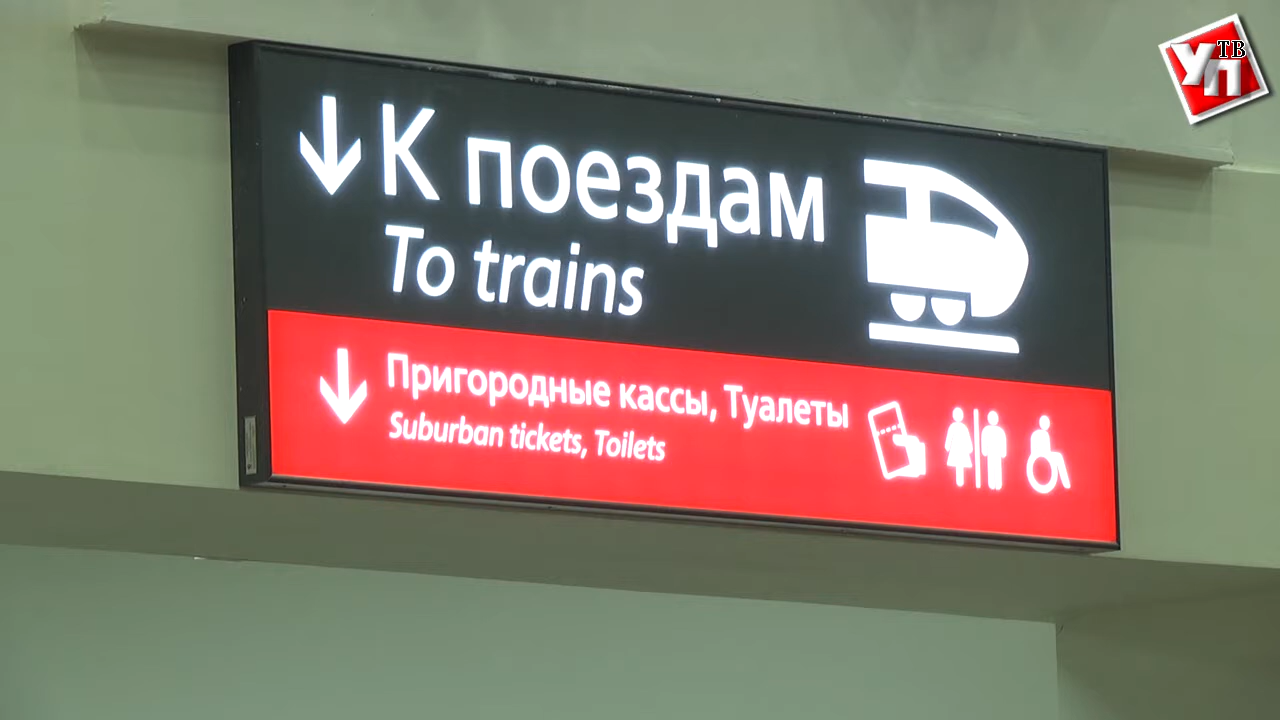 УП ТВ
К поездам
To trains
Пригородные кассы, Туалеты
Suburban tickets, Toilets